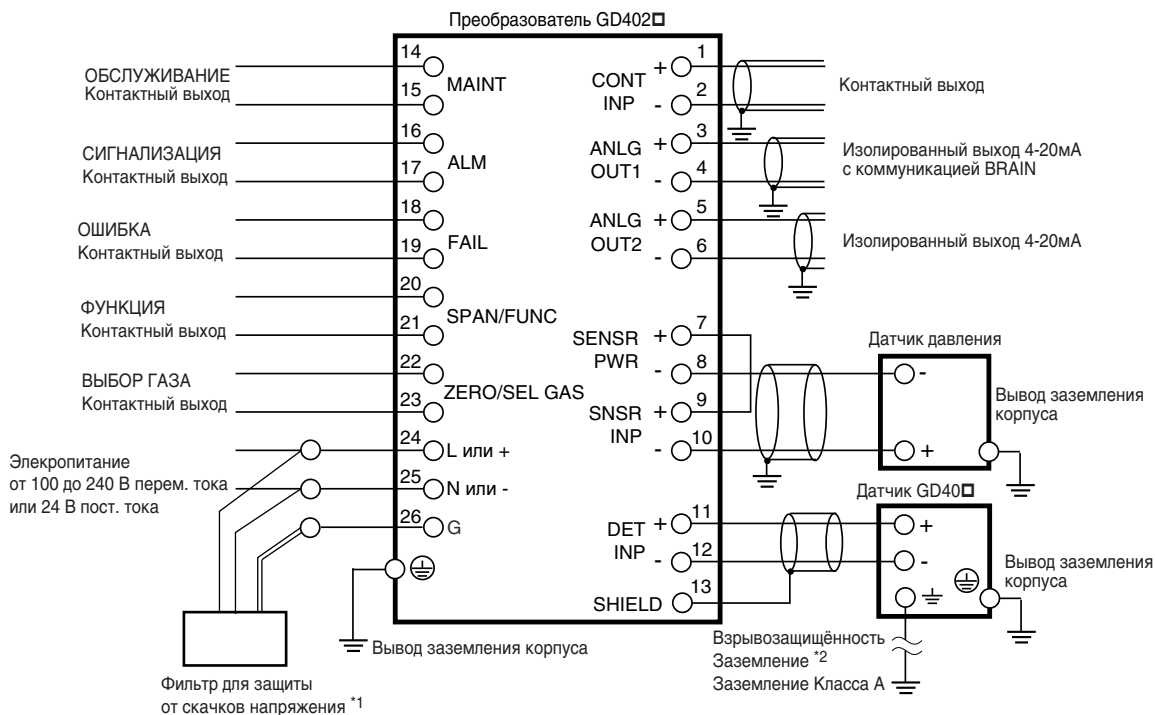 Преобразователь GD402□
14
15
MAINT
ОБСЛУЖИВАНИЕ
Контактный выход
16
17
ALM
СИГНАЛИЗАЦИЯ
Контактный выход
18
19
FAIL
ОШИБКА
Контактный выход
20
21
SPAN/FUNC
ФУНКЦИЯ
Контактный выход
22
23
ZERO/SEL GAS
ВЫБОР ГАЗА
Контактный выход
24
L или +
25
N или -
26
G
Элекропитание
от 100 до 240 В перем. тока
или 24 В пост. тока
Фильтр для защиты
от скачков напряжения *1
Вывод заземления корпуса
CONT
INP
+
1
-
2
Контактный выход
ANLG
OUT1
+
3
-
4
Изолированный выход 4-20мА
с коммуникацией BRAIN
ANLG
OUT2
+
5
-
6
Изолированный выход 4-20мА
SENSR
PWR
+
7
-
8
SNSR
INP
+
9
-
10
Датчик давления
-
+
Вывод заземления
корпуса
DET
INP
+
11
-
12
SHIELD
13
Датчик GD40□
+
-
Вывод заземления
корпуса
Взрывозащищённость
Заземление *2
Заземление Класса А